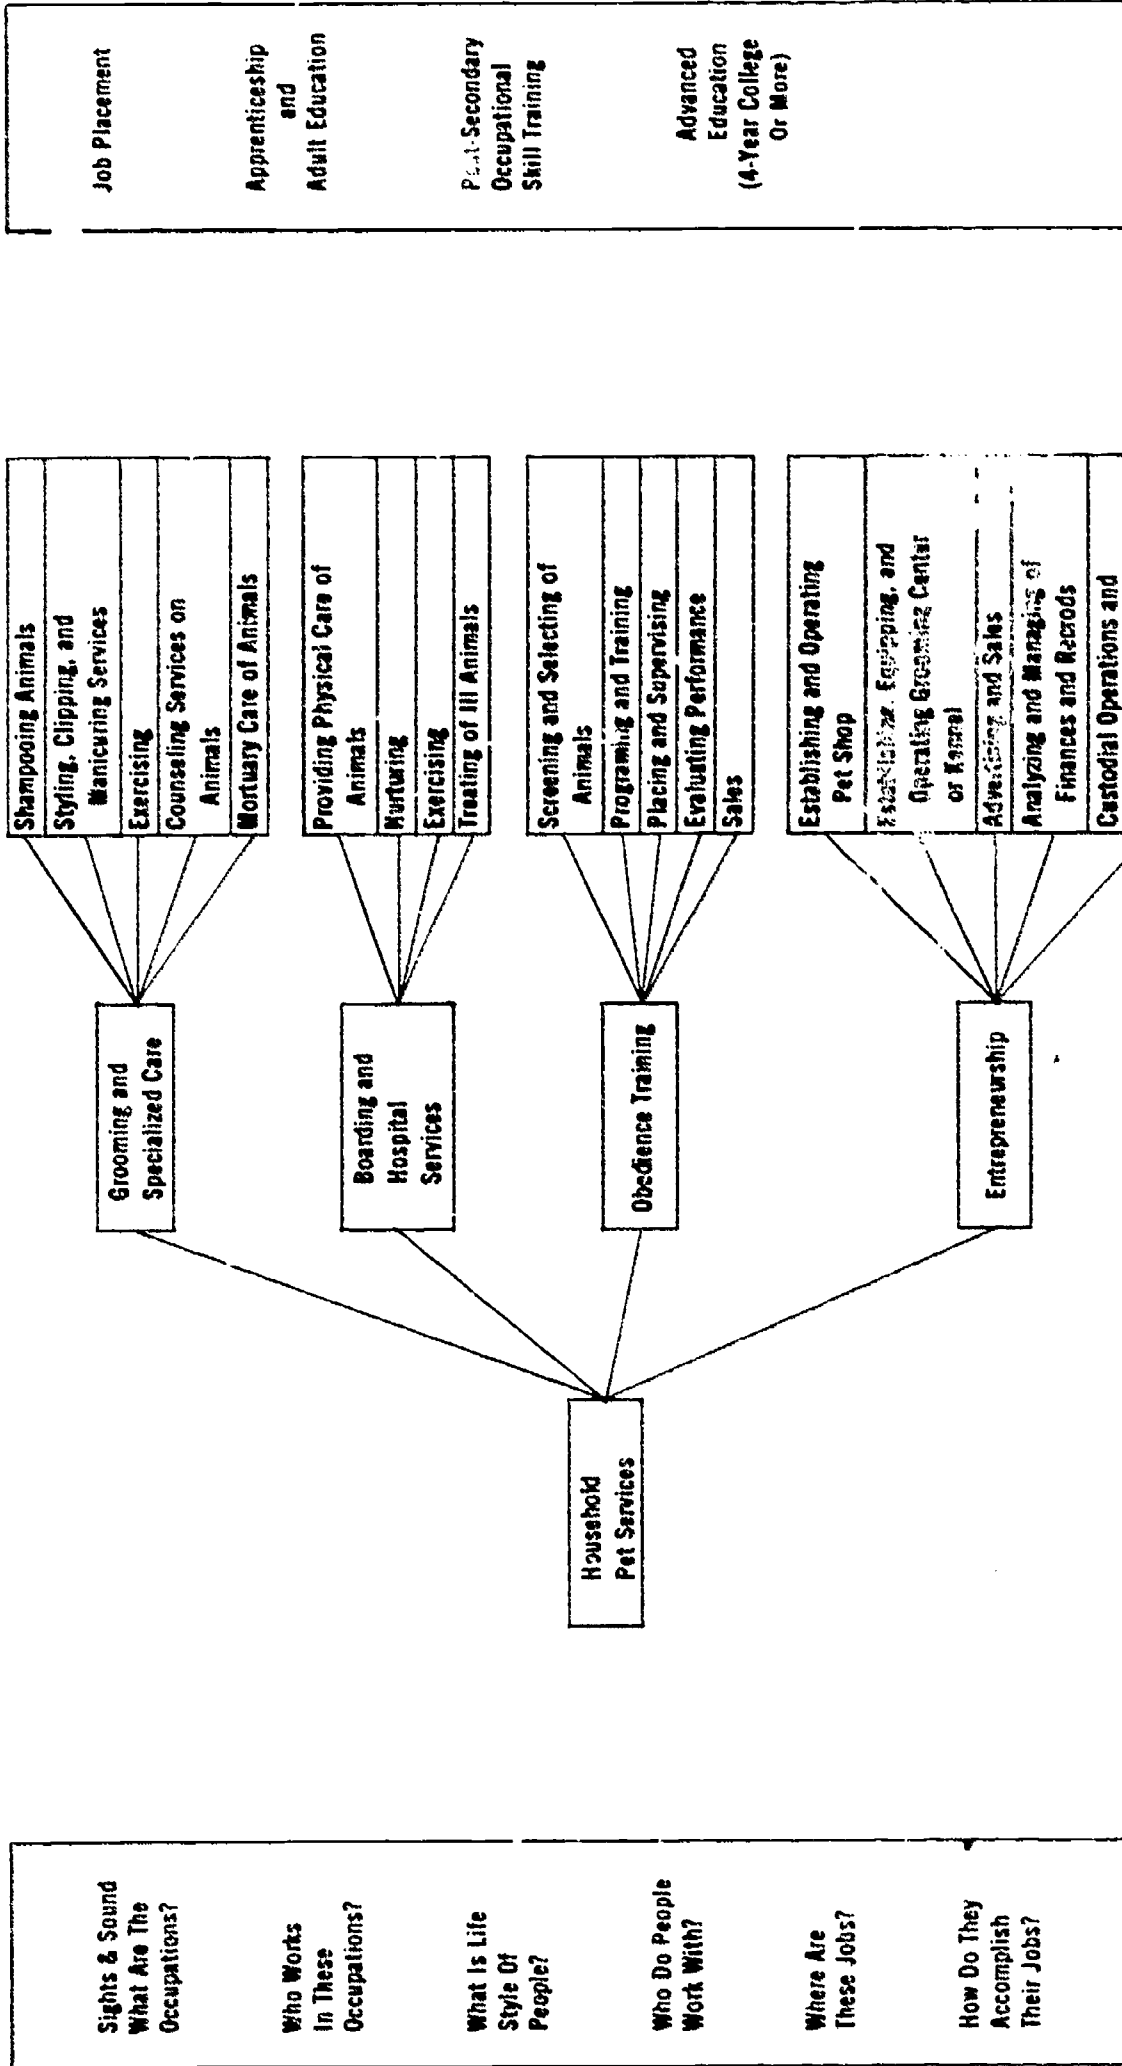 Sights & Sound
What Are The
Occupations?
Who Works
In These
Occupations?
What Is Life
Style Of
People?
Who Do People
Work With?
Where Are
These Jobs?
How Do They
Accomplish
Their Jobs?
Household
Pet Services
Grooming and
Specialized Care
Boarding and
Hospital
Services
Obedience Training
Entrepreneurship
Shampooing Animals
Styling, Clipping, and
Manicuring Services
Exercising
Counseling Services on
Animals
Mortuary Care of Animals
Providing Physical Care of
Animals
Nurturing
Exercising
Treating of Ill Animals
Screening and Selecting of
Animals
Programing and Training
Placing and Supervising
Evaluating Performance
Sales
Establishing and Operating
Pet Shop
Establishing, Equipping, and
Operating Grooming Center
or Kennel
Advertising and Sales
Analyzing and Managing of
Finances and Records
Custodial Operations and
Job Placement
Apprenticeship
and
Adult Education
Post-Secondary
Occupational
Skill Training
Advanced
Education
(4-Year College
Or More)